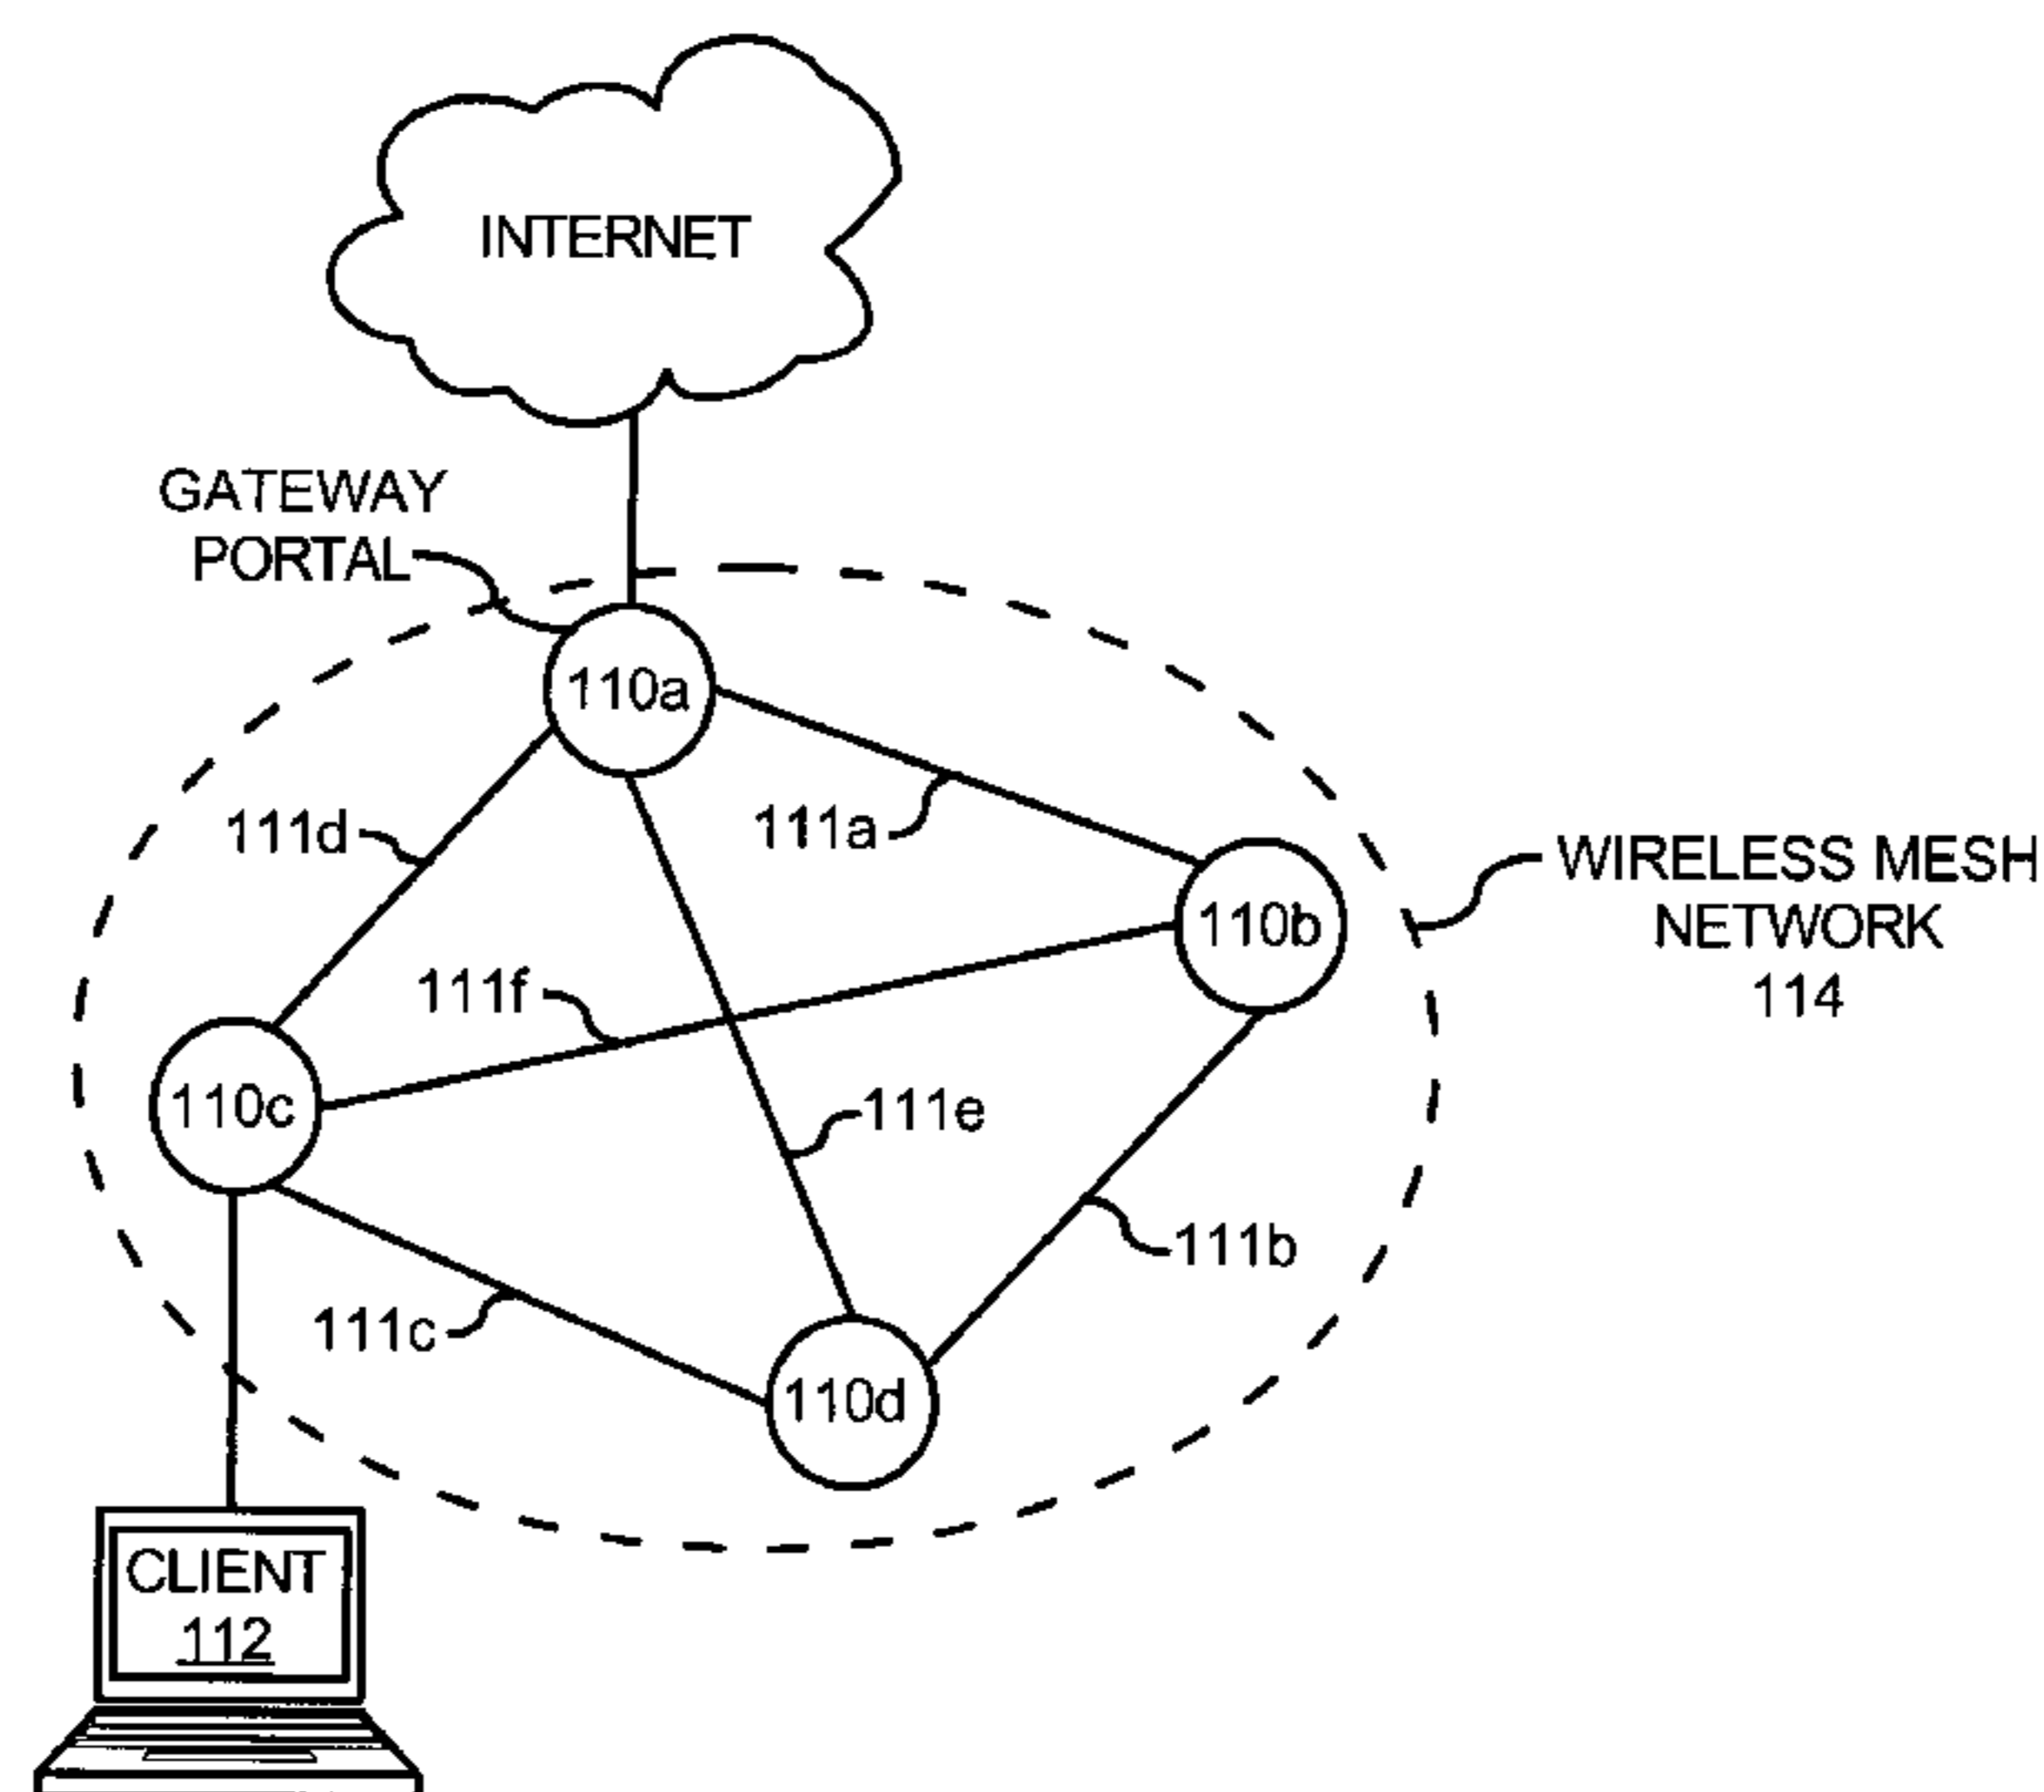 INTERNET
GATEWAY
PORTAL
110a
111d
111a
WIRELESS MESH
NETWORK
114
110b
111f
110c
111e
111b
111c
110d
CLIENT
112